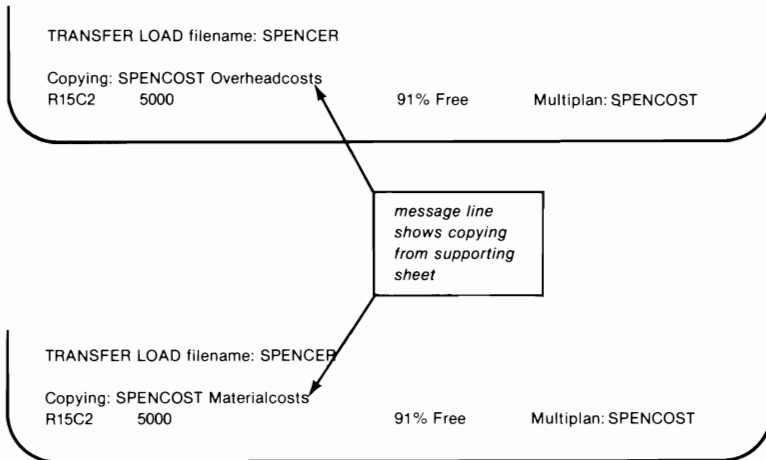 TRANSFER LOAD filename: SPENCER
Copying: SPENCOST Overheadcosts
R15C2 5000 91% Free Multiplan: SPENCOST
message line
shows copying
from supporting
sheet
TRANSFER LOAD filename: SPENCER
Copying: SPENCOST Materialcosts
R15C2 5000 91% Free Multiplan: SPENCOST